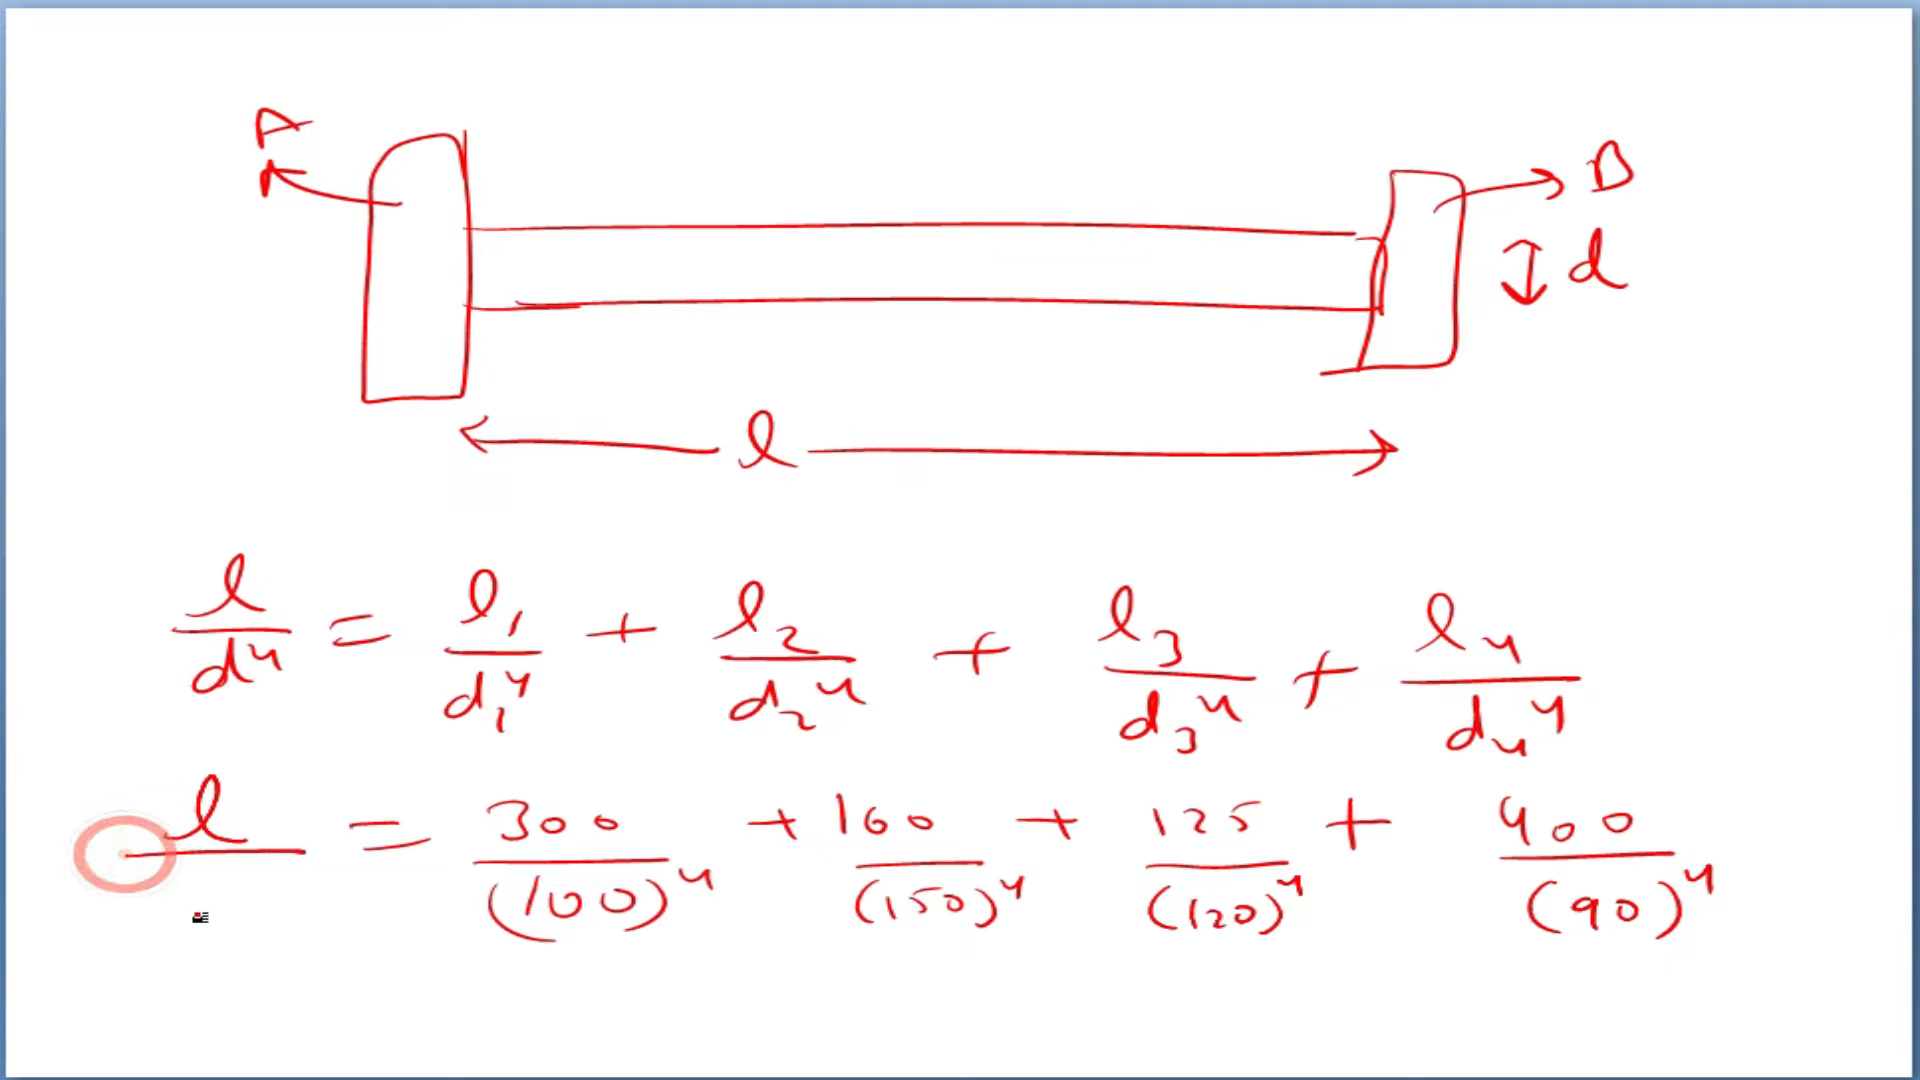 A
B
d
l
l/d⁴ = l₁/d₁⁴ + l₂/d₂⁴ + l₃/d₃⁴ + l₄/d₄⁴
l/ = 300/(100)⁴ + 160/(150)⁴ + 125/(120)⁴ + 400/(90)⁴